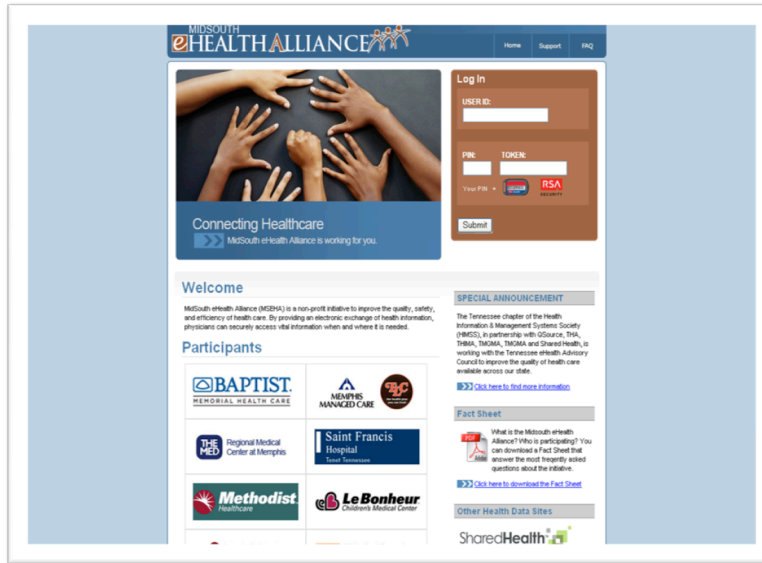 MIDSOUTH
eHEALTH ALLIANCE
Home Support FAQ
Log In
USER ID:
PIN: TOKEN:
Your PIN +
RSA
SECURITY
Submit
Connecting Healthcare
MidSouth eHealth Alliance is working for you.
Welcome
MidSouth eHealth Alliance (MSEHA) is a non-profit initiative to improve the quality, safety,
and efficiency of health care. By providing an electronic exchange of health information,
physicians can securely access vital information when and where it is needed.
Participants
BAPTIST
MEMORIAL HEALTH CARE
MEMPHIS
MANAGED CARE
THE
MED
Regional Medical
Center at Memphis
Saint Francis
Hospital
Tenet Tennessee
Methodist
Healthcare
Le Bonheur
Children's Medical Center
SPECIAL ANNOUNCEMENT
The Tennessee chapter of the Health
Information & Management Systems Society
(HIMSS), in partnership with QSource, THA,
THIMA, TMGMA, TMGMA and Shared Health, is
working with the Tennessee eHealth Advisory
Council to improve the quality of health care
available across our state.
Click here to find more information
Fact Sheet
PDF
What is the Midsouth eHealth
Alliance? Who is participating? You
can download a Fact Sheet that
answer the most freqently asked
questions about the initiative.
Click here to download the Fact Sheet
Other Health Data Sites
SharedHealth